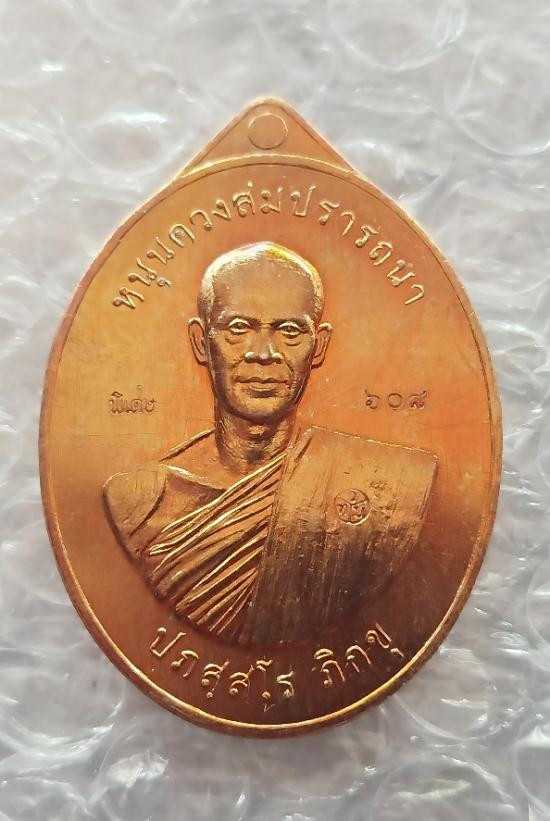 หนุนดวงสมปรารถนา
พิเศษ
๖๐๘
ปภสฺสโร ภิกขุ